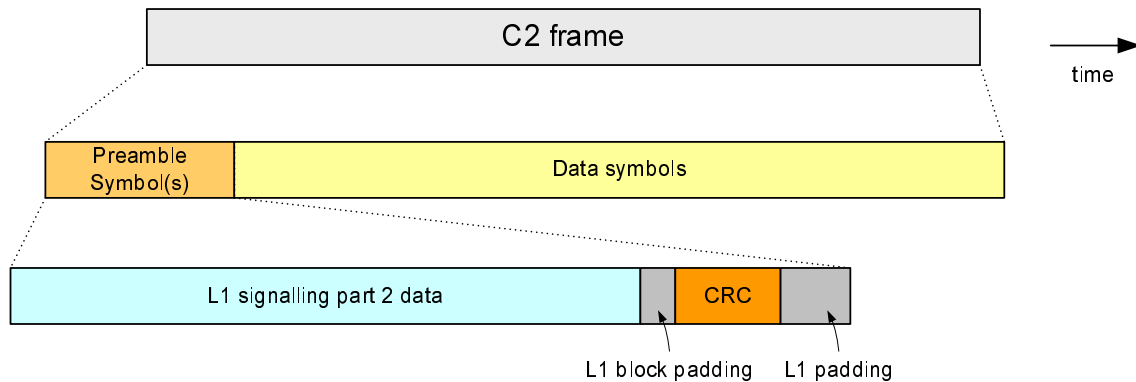 C2 frame
time
Preamble
Symbol(s)
Data symbols
L1 signalling part 2 data
CRC
L1 block padding
L1 padding